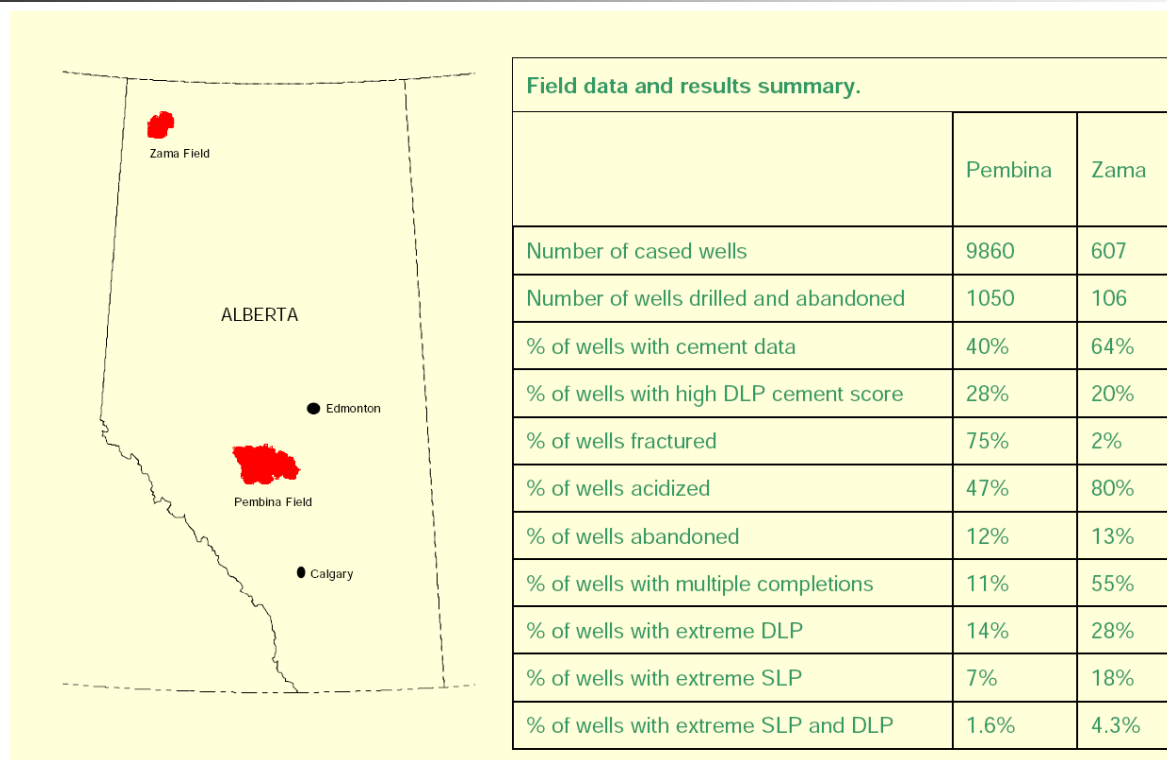 Zama Field
ALBERTA
Edmonton
Pembina Field
Calgary
Field data and results summary.
Pembina Zama
Number of cased wells 9860 607
Number of wells drilled and abandoned 1050 106
% of wells with cement data 40% 64%
% of wells with high DLP cement score 28% 20%
% of wells fractured 75% 2%
% of wells acidized 47% 80%
% of wells abandoned 12% 13%
% of wells with multiple completions 11% 55%
% of wells with extreme DLP 14% 28%
% of wells with extreme SLP 7% 18%
% of wells with extreme SLP and DLP 1.6% 4.3%